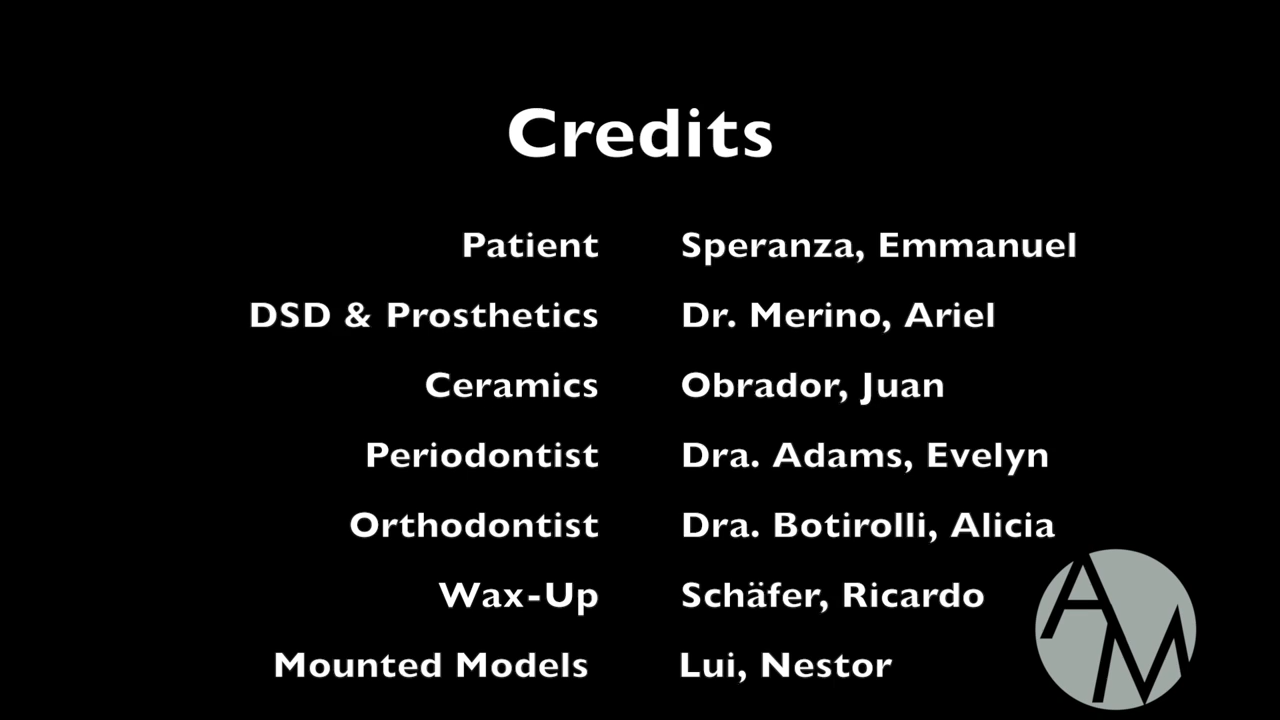 Credits
Patient Speranza, Emmanuel
DSD & Prosthetics Dr. Merino, Ariel
Ceramics Obrador, Juan
Periodontist Dra. Adams, Evelyn
Orthodontist Dra. Botirolli, Alicia
Wax-Up Schäfer, Ricardo
Mounted Models Lui, Nestor
AM